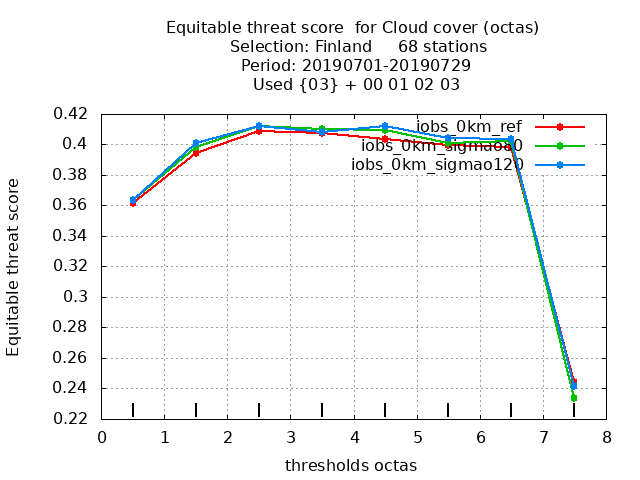 Equitable threat score for Cloud cover (octas)
Selection: Finland 68 stations
Period: 20190701-20190729
Used {03} + 00 01 02 03
Equitable threat score
0.42
0.4
0.38
0.36
0.34
0.32
0.3
0.28
0.26
0.24
0.22
iobs_0km_ref
iobs_0km_sigmao80
iobs_0km_sigmao120
0 1 2 3 4 5 6 7 8
thresholds octas